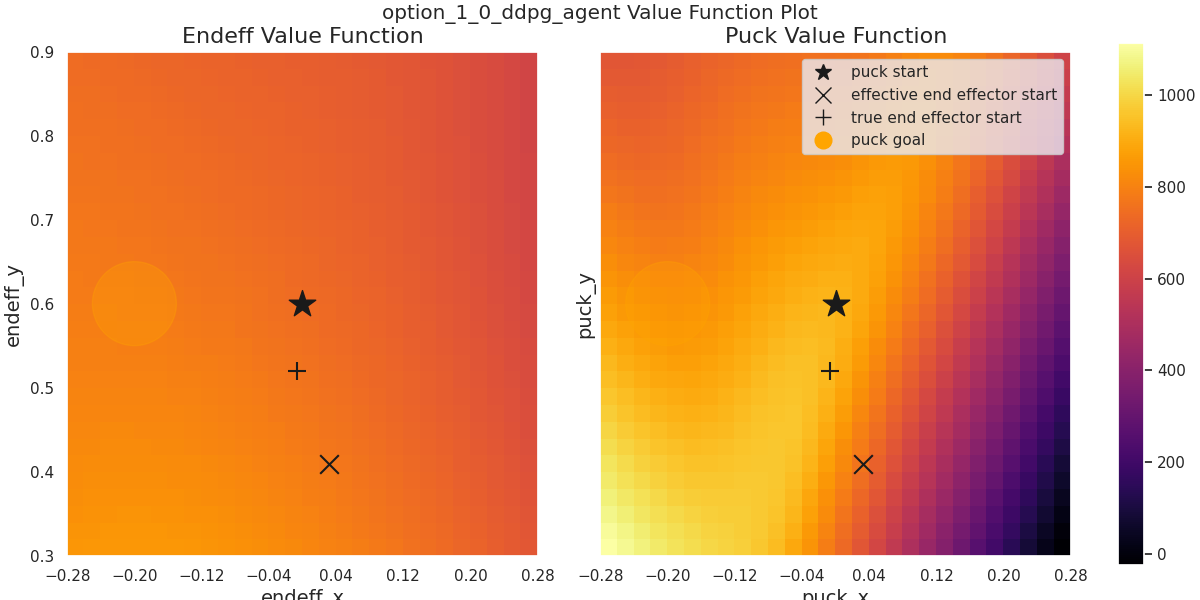 option_1_0_ddpg_agent Value Function Plot
Endeff Value Function
Puck Value Function
puck start
effective end effector start
true end effector start
puck goal
endeff_y
0.9
0.8
0.7
0.6
0.5
0.4
0.3
−0.28 −0.20 −0.12 −0.04 0.04 0.12 0.20 0.28
endeff_x
puck_y
−0.28 −0.20 −0.12 −0.04 0.04 0.12 0.20 0.28
puck_x
1000
800
600
400
200
0